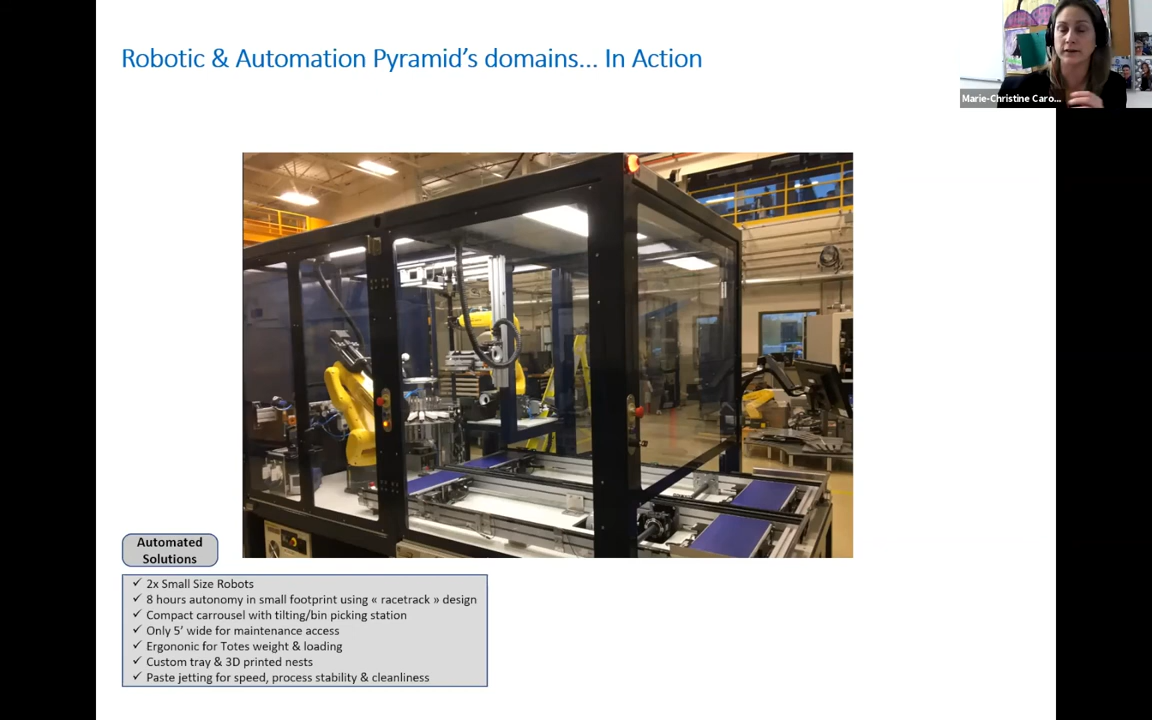 Robotic & Automation Pyramid's domains... In Action
Marie-Christine Caro...
Automated
Solutions
✓ 2x Small Size Robots
✓ 8 hours autonomy in small footprint using « racetrack » design
✓ Compact carrousel with tilting/bin picking station
✓ Only 5' wide for maintenance access
✓ Ergononic for Totes weight & loading
✓ Custom tray & 3D printed nests
✓ Paste jetting for speed, process stability & cleanliness